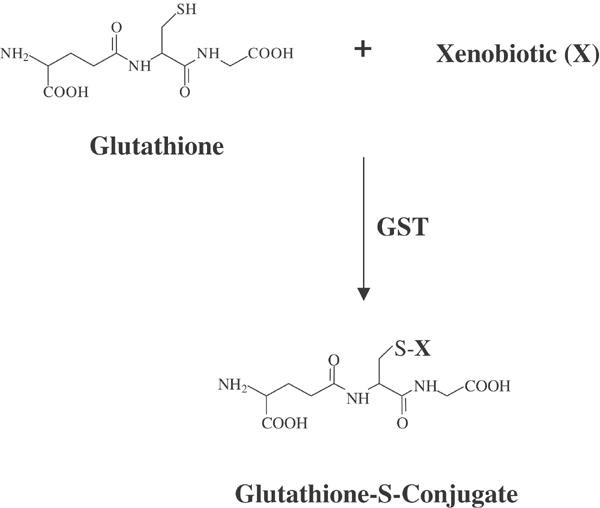 SH
O
NH₂ NH COOH + Xenobiotic (X)
NH
COOH O
Glutathione
GST
S-X
O
NH₂ NH COOH
NH
COOH O
Glutathione-S-Conjugate